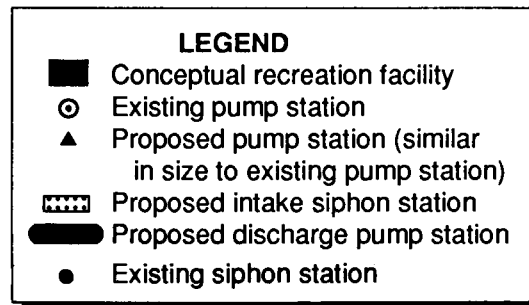 LEGEND
Conceptual recreation facility
Existing pump station
Proposed pump station (similar
in size to existing pump station)
Proposed intake siphon station
Proposed discharge pump station
Existing siphon station